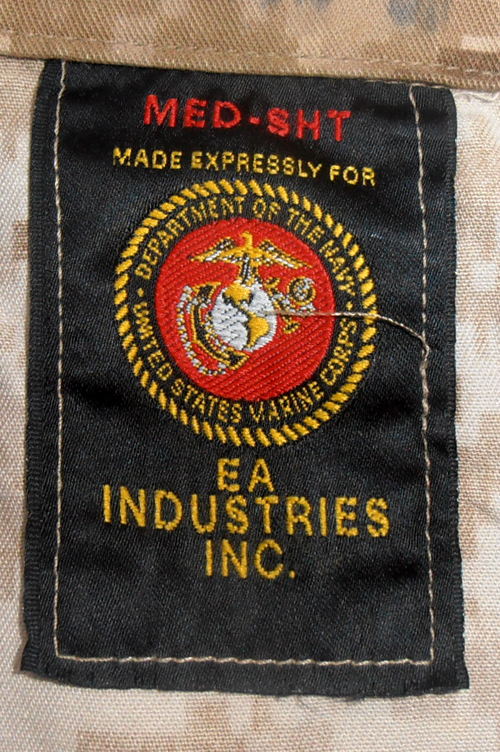 MED-SHT
MADE EXPRESSLY FOR
DEPARTMENT OF THE NAVY
UNITED STATES MARINE CORPS
EA
INDUSTRIES
INC.